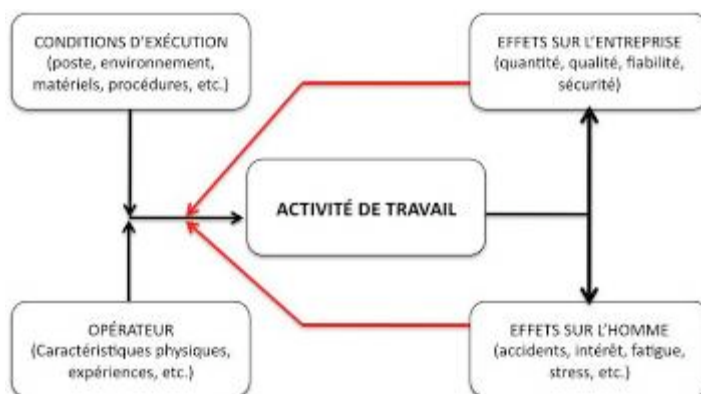 CONDITIONS D'EXÉCUTION
(poste, environnement,
matériels, procédures, etc.)
EFFETS SUR L'ENTREPRISE
(quantité, qualité, fiabilité,
sécurité)
ACTIVITÉ DE TRAVAIL
OPÉRATEUR
(Caractéristiques physiques,
expériences, etc.)
EFFETS SUR L'HOMME
(accidents, intérêt, fatigue,
stress, etc.)